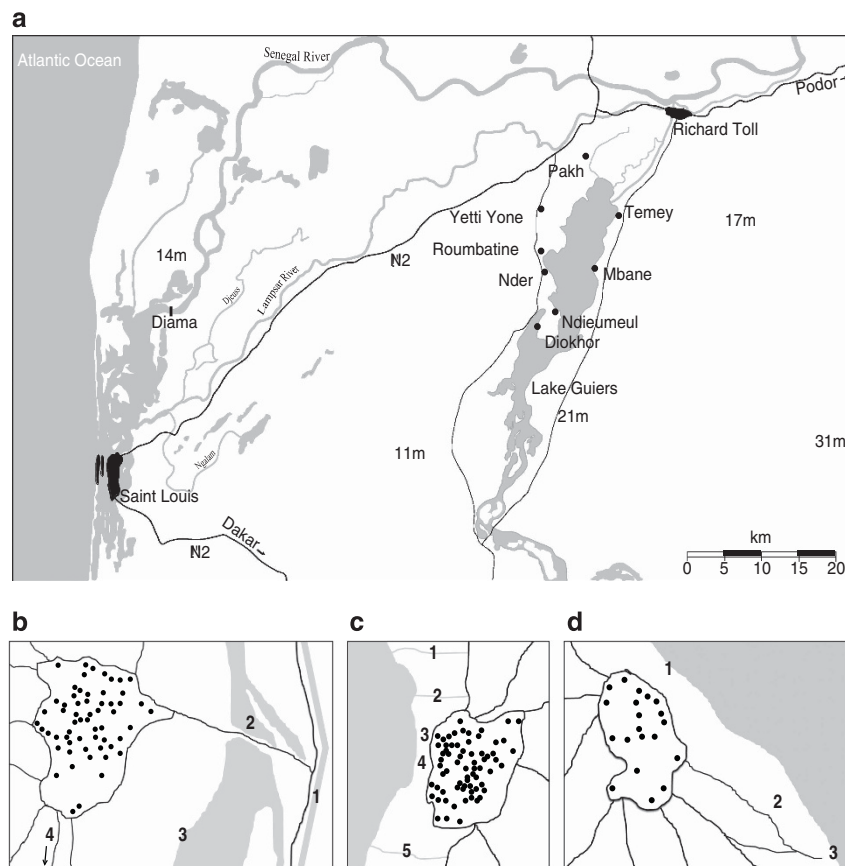 a
Atlantic Ocean
Senegal River
Podor
Richard Toll
Pakh
Yetti Yone
Temey
17m
Roumbatine
14m
N2
Nder
Mbane
Djeuss
Lampsar River
Diama
Ndieumeul
Diokhor
Lake Guiers
21m
11m
31m
Ngalam
Saint Louis
Dakar
N2
km
0 5 10 15 20
b
c
d
1
2
3
4
1
2
3
4
5
1
2
3